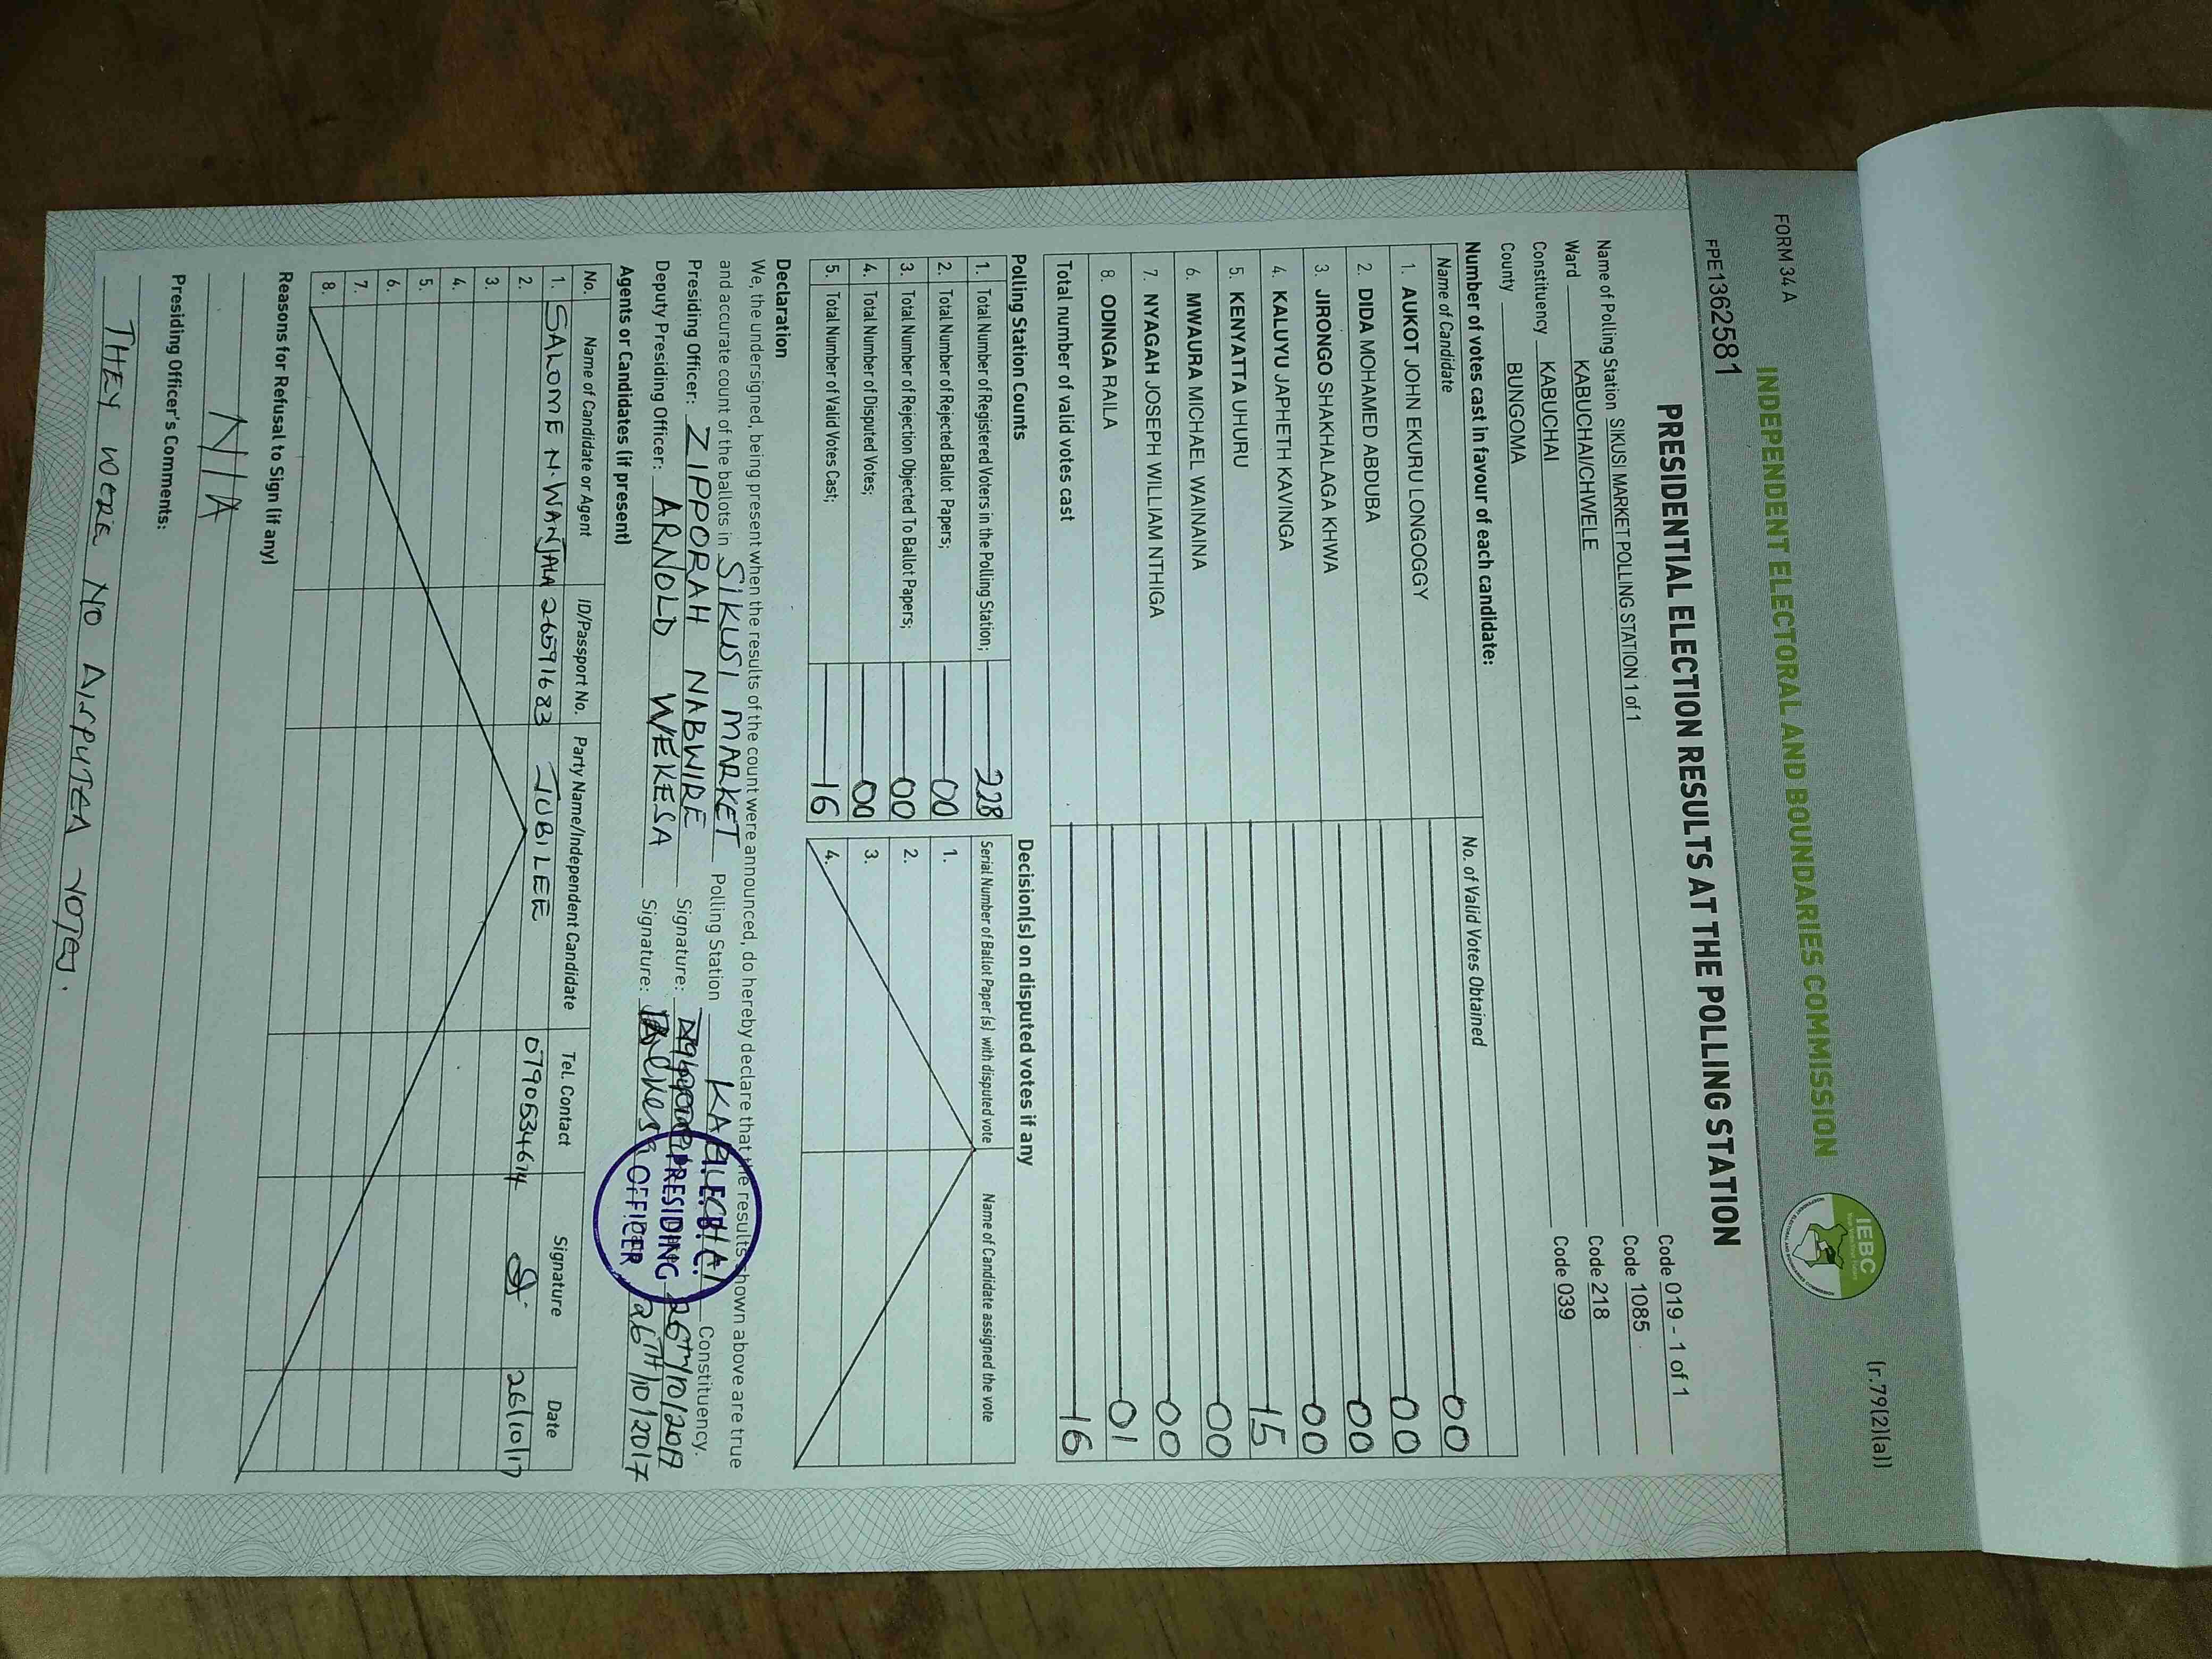 FORM 34 A
(r.79(2)(a))
INDEPENDENT ELECTORAL AND BOUNDARIES COMMISSION
IEBC
FPE1362581
PRESIDENTIAL ELECTION RESULTS AT THE POLLING STATION
Name of Polling Station SIKUSI MARKET POLLING STATION 1 of 1 Code 019 - 1 of 1
Ward KABUCHAI/CHWELE Code 1085
Constituency KABUCHAI Code 218
County BUNGOMA Code 039
Number of votes cast in favour of each candidate:
Name of Candidate No. of Valid Votes Obtained
1. AUKOT JOHN EKURU LONGOGGY 00
2. DIDA MOHAMED ABDUBA 00
3. JIRONGO SHAKHALAGA KHWA 00
4. KALUYU JAPHETH KAVINGA 00
5. KENYATTA UHURU 15
6. MWAURA MICHAEL WAINAINA 00
7. NYAGAH JOSEPH WILLIAM NTHIGA 00
8. ODINGA RAILA 01
Total number of valid votes cast 16
Polling Station Counts
1. Total Number of Registered Voters in the Polling Station; 228
2. Total Number of Rejected Ballot Papers; 00
3. Total Number of Rejection Objected To Ballot Papers; 00
4. Total Number of Disputed Votes; 00
5. Total Number of Valid Votes Cast; 16
Decision(s) on disputed votes if any
Serial Number of Ballot Paper(s) with disputed vote Name of Candidate assigned the vote
1.
2.
3.
4.
Declaration
We, the undersigned, being present when the results of the count were announced, do hereby declare that the results shown above are true
and accurate count of the ballots in SIKUSI MARKET Polling Station KABUCHAI Constituency.
Presiding Officer: ZIPPORAH NABWIRE Signature: 26TH/10/2017
Deputy Presiding Officer: ARNOLD WEKESA Signature: 26TH/10/2017
I.E.B.C.
PRESIDING
OFFICER
Agents or Candidates (if present)
No. Name of Candidate or Agent ID/Passport No. Party Name/Independent Candidate Tel. Contact Signature Date
1. SALOME N. WANJALA 26591683 JUBILEE 0790534614 26/10/17
2.
3.
4.
5.
6.
7.
8.
Reasons for Refusal to Sign (if any)
N/A
Presiding Officer's Comments:
THEY WERE NO DISPUTED VOTES.